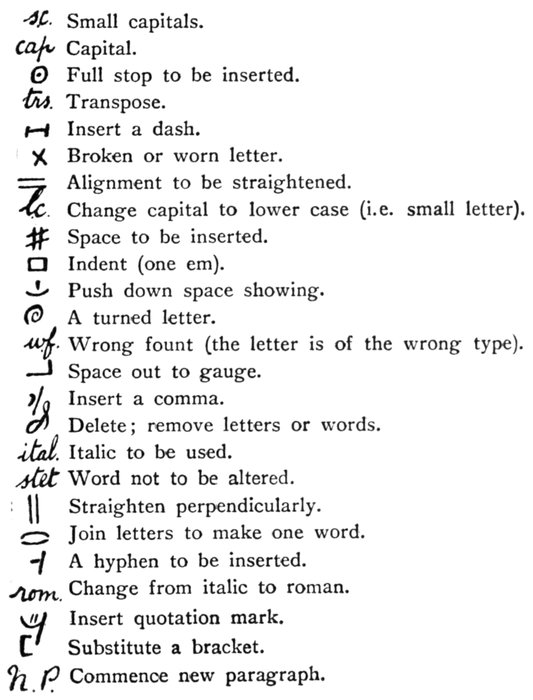 s.c. Small capitals.
cap Capital.
⊙ Full stop to be inserted.
trs. Transpose.
Insert a dash.
× Broken or worn letter.
Alignment to be straightened.
l.c. Change capital to lower case (i.e. small letter).
# Space to be inserted.
□ Indent (one em).
Push down space showing.
A turned letter.
wf. Wrong fount (the letter is of the wrong type).
Space out to gauge.
,/ Insert a comma.
Delete; remove letters or words.
ital. Italic to be used.
stet Word not to be altered.
|| Straighten perpendicularly.
Join letters to make one word.
A hyphen to be inserted.
rom. Change from italic to roman.
Insert quotation mark.
[ Substitute a bracket.
N.P. Commence new paragraph.